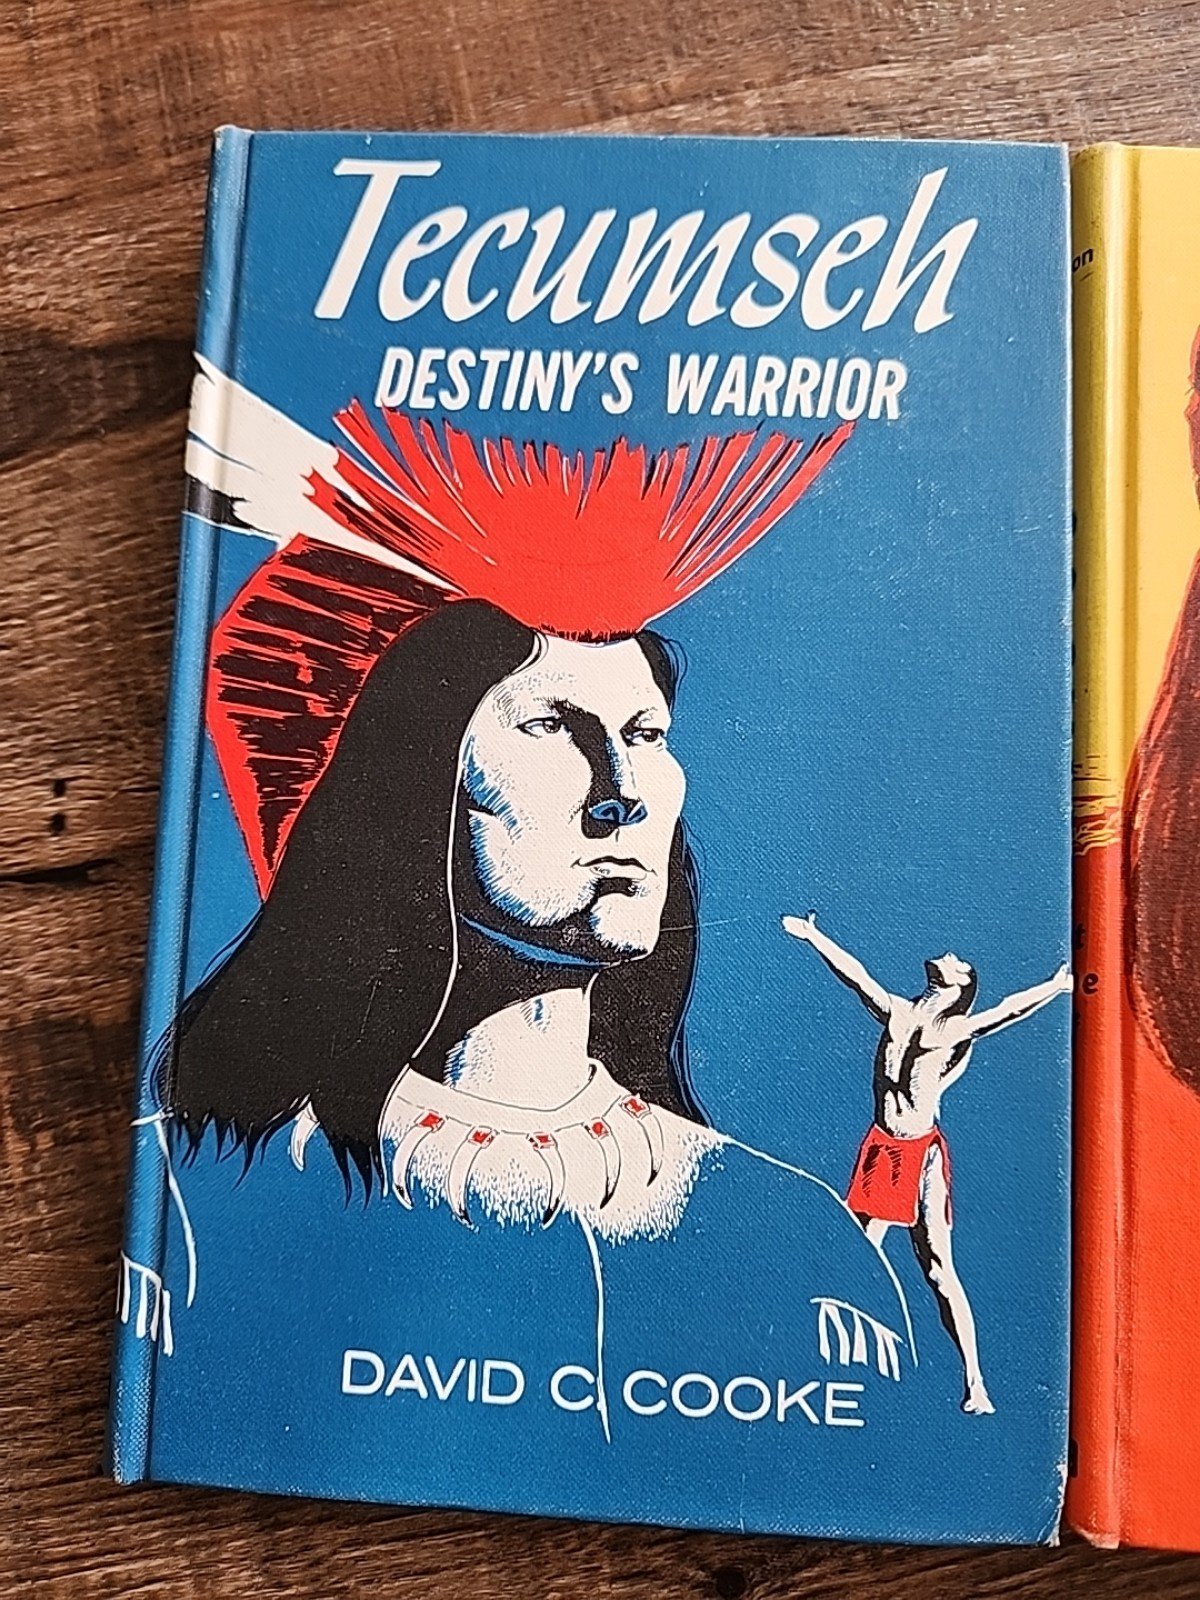 Tecumseh
DESTINY'S WARRIOR
DAVID C. COOKE